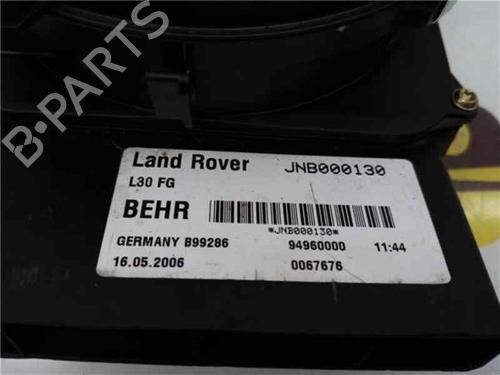 Land Rover JNB000130
L30 FG
BEHR
*JNB000130*
GERMANY B99286 94960000 11:44
16.05.2006 0067676
B-PARTS